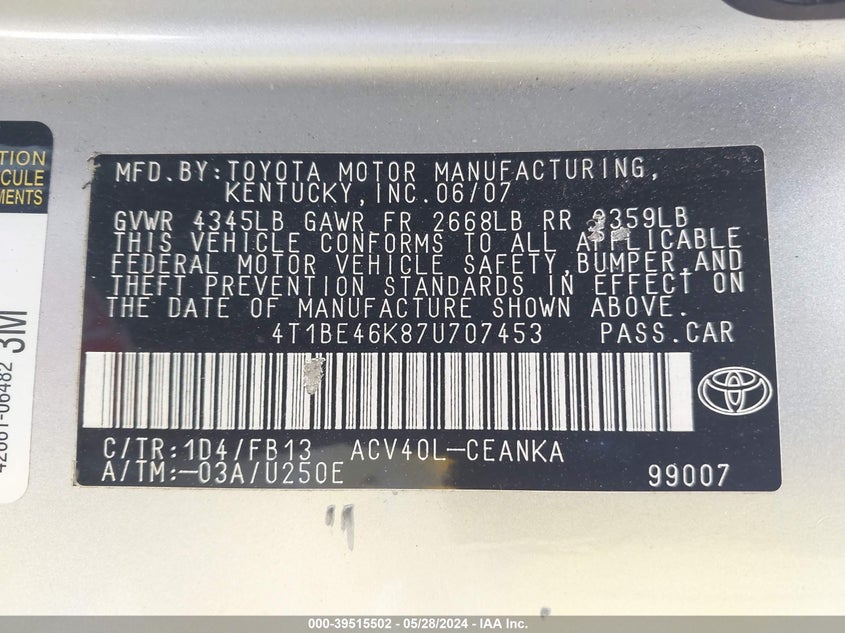 TION
CULE
MENTS
3M
42661-06482
MFD.BY:TOYOTA MOTOR MANUFACTURING,
KENTUCKY,INC.06/07
GVWR 4345LB GAWR FR 2668LB RR 2359LB
THIS VEHICLE CONFORMS TO ALL APPLICABLE
FEDERAL MOTOR VEHICLE SAFETY,BUMPER,AND
THEFT PREVENTION STANDARDS IN EFFECT ON
THE DATE OF MANUFACTURE SHOWN ABOVE.
4T1BE46K87U707453 PASS.CAR
C/TR:1D4/FB13 ACV40L-CEANKA
A/TM:-03A/U250E 99007
000-39515502 - 05/28/2024 - IAA Inc.